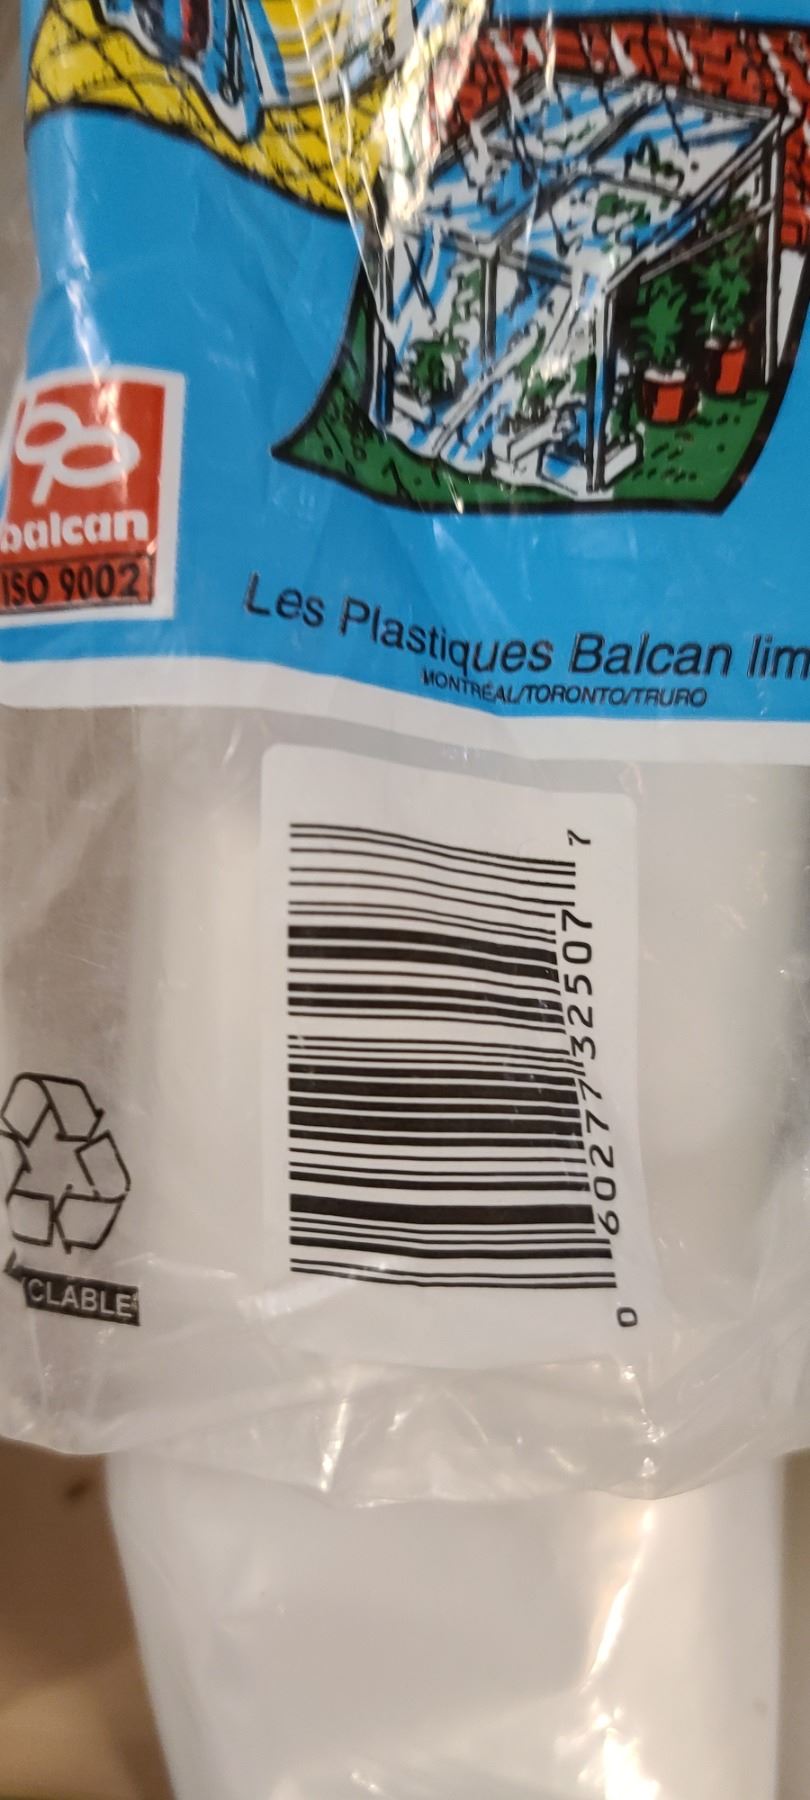 balcan
ISO 9002
Les Plastiques Balcan lim
MONTRÉAL/TORONTO/TRURO
0 60277 32507 7
CLABLE